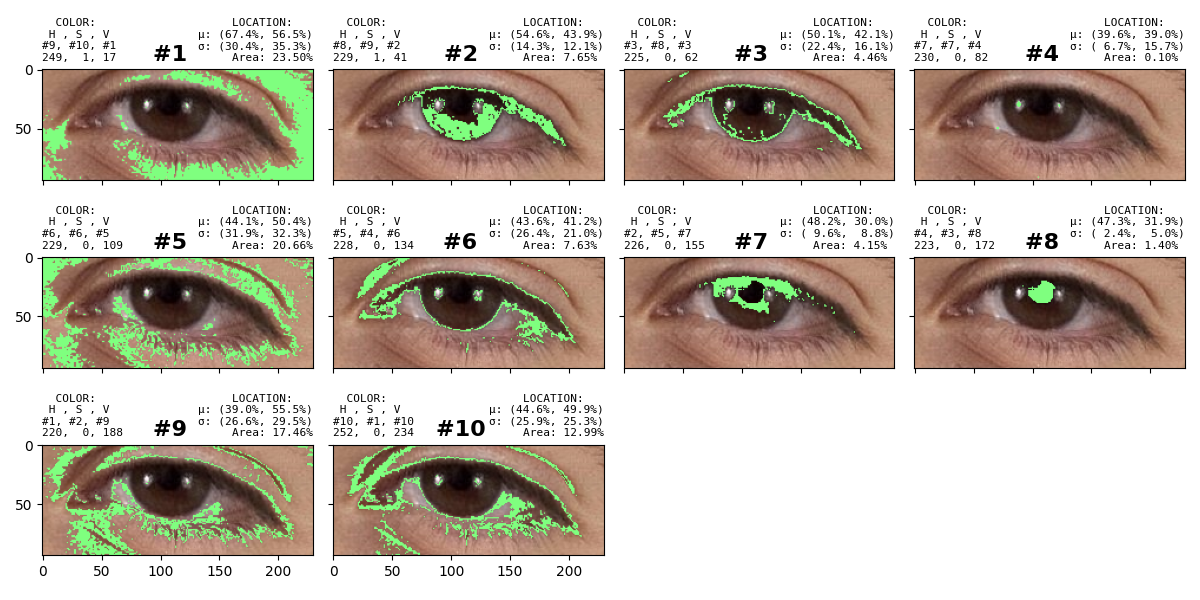 COLOR: LOCATION:
H , S , V μ: (67.4%, 56.5%)
#9, #10, #1 #1 σ: (30.4%, 35.3%)
249, 1, 17 Area: 23.50%
COLOR: LOCATION:
H , S , V μ: (54.6%, 43.9%)
#8, #9, #2 #2 σ: (14.3%, 12.1%)
229, 1, 41 Area: 7.65%
COLOR: LOCATION:
H , S , V μ: (50.1%, 42.1%)
#3, #8, #3 #3 σ: (22.4%, 16.1%)
225, 0, 62 Area: 4.46%
COLOR: LOCATION:
H , S , V μ: (39.6%, 39.0%)
#7, #7, #4 #4 σ: ( 6.7%, 15.7%)
230, 0, 82 Area: 0.10%
0
50
COLOR: LOCATION:
H , S , V μ: (44.1%, 50.4%)
#6, #6, #5 #5 σ: (31.9%, 32.3%)
229, 0, 109 Area: 20.66%
COLOR: LOCATION:
H , S , V μ: (43.6%, 41.2%)
#5, #4, #6 #6 σ: (26.4%, 21.0%)
228, 0, 134 Area: 7.63%
COLOR: LOCATION:
H , S , V μ: (48.2%, 30.0%)
#2, #5, #7 #7 σ: ( 9.6%, 8.8%)
226, 0, 155 Area: 4.15%
COLOR: LOCATION:
H , S , V μ: (47.3%, 31.9%)
#4, #3, #8 #8 σ: ( 2.4%, 5.0%)
223, 0, 172 Area: 1.40%
0
50
COLOR: LOCATION:
H , S , V μ: (39.0%, 55.5%)
#1, #2, #9 #9 σ: (26.6%, 29.5%)
220, 0, 188 Area: 17.46%
COLOR: LOCATION:
H , S , V μ: (44.6%, 49.9%)
#10, #1, #10 #10 σ: (25.9%, 25.3%)
252, 0, 234 Area: 12.99%
0
50
0 50 100 150 200
0 50 100 150 200